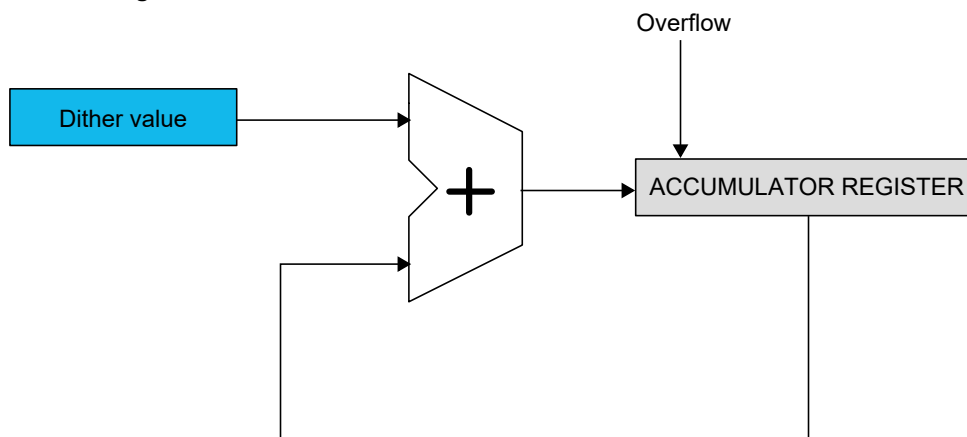 Overflow
Dither value
+
ACCUMULATOR REGISTER